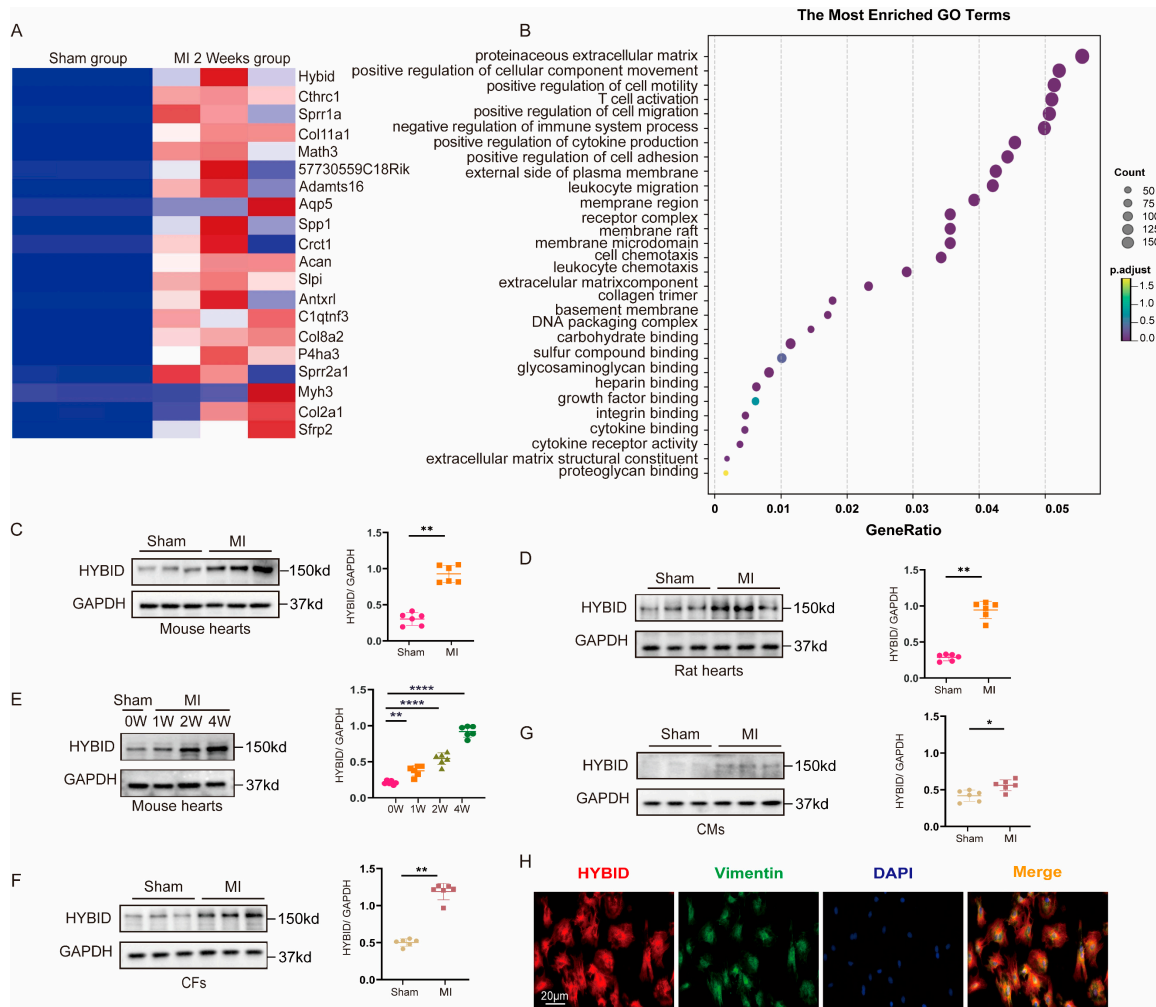 A
Sham group
MI 2 Weeks group
Hybid
Cthrc1
Sprr1a
Col11a1
Math3
57730559C18Rik
Adamts16
Aqp5
Spp1
Crct1
Acan
Slpi
Antxrl
C1qtnf3
Col8a2
P4ha3
Sprr2a1
Myh3
Col2a1
Sfrp2
B
The Most Enriched GO Terms
proteinaceous extracellular matrix
positive regulation of cellular component movement
positive regulation of cell motility
T cell activation
positive regulation of cell migration
negative regulation of immune system process
positive regulation of cytokine production
positive regulation of cell adhesion
external side of plasma membrane
leukocyte migration
memprane region
receptor complex
membrane raft
membrane microdomain
cell chemotaxis
leukocyte chemotaxis
extracelular matrixcomponent
collagen trimer
basement membrane
DNA packaging complex
carbohydrate binding
sulfur compound binding
glycosaminoglycan binding
heparin binding
growth factor binding
integrin binding
cytokine binding
cytokine receptor activity
extracellular matrix structural constituent
proteoglycan binding
0 0.01 0.02 0.03 0.04 0.05
GeneRatio
Count
50
75
100
125
150
p.adjust
1.5
1.0
0.5
0.0
C
Sham MI
HYBID
150kd
GAPDH
37kd
Mouse hearts
HYBID/ GAPDH
1.5
1.0
0.5
0.0
**
Sham MI
D
Sham MI
HYBID
150kd
GAPDH
37kd
Rat hearts
HYBID/ GAPDH
1.5
1.0
0.5
0.0
**
Sham MI
E
Sham MI
0W 1W 2W 4W
HYBID
150kd
GAPDH
37kd
Mouse hearts
HYBID/ GAPDH
1.5
1.0
0.5
0.0
****
****
**
0W 1W 2W 4W
G
Sham MI
HYBID
150kd
GAPDH
37kd
CMs
HYBID/ GAPDH
1.5
1.0
0.5
0.0
*
Sham MI
F
Sham MI
HYBID
150kd
GAPDH
37kd
CFs
HYBID/ GAPDH
1.5
1.0
0.5
0.0
**
Sham MI
H
HYBID Vimentin DAPI Merge
20μm